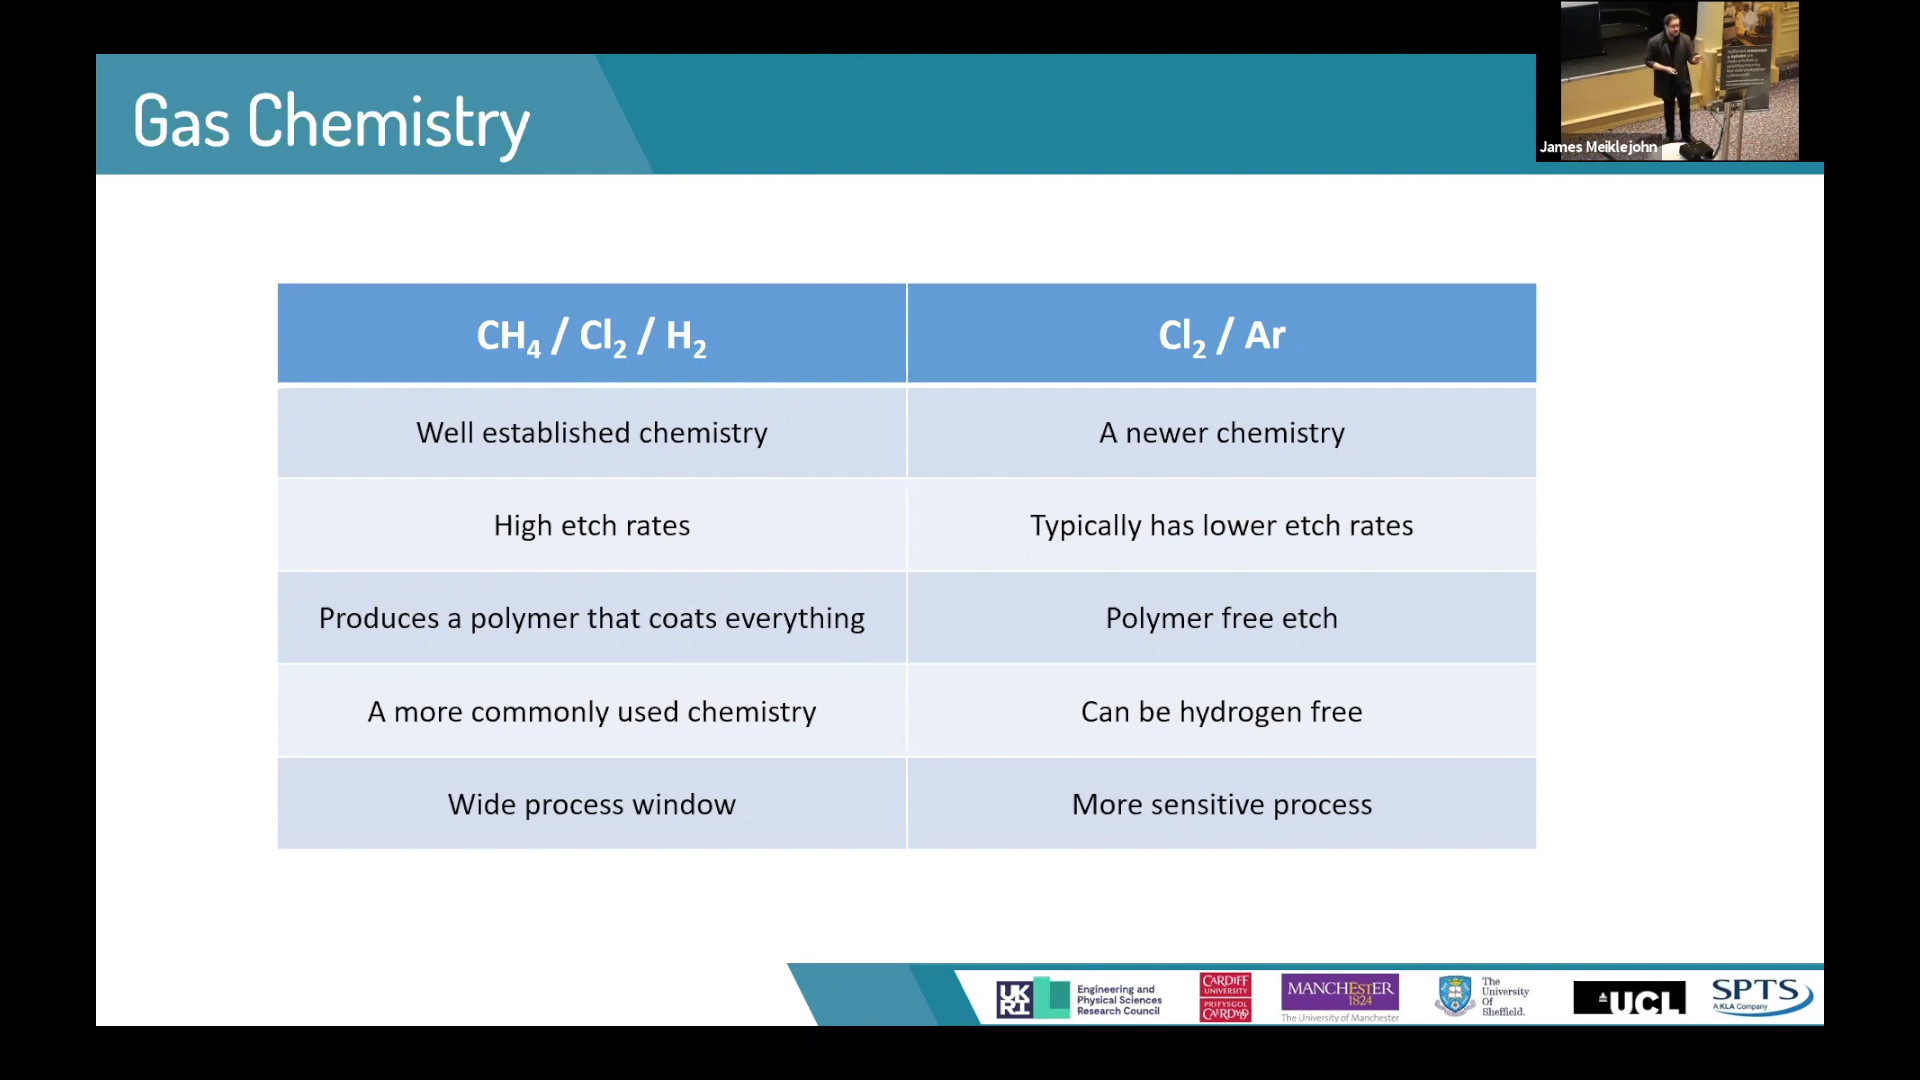 Gas Chemistry
James Meiklejohn
CH₄ / Cl₂ / H₂
Cl₂ / Ar
Well established chemistry
A newer chemistry
High etch rates
Typically has lower etch rates
Produces a polymer that coats everything
Polymer free etch
A more commonly used chemistry
Can be hydrogen free
Wide process window
More sensitive process
UK
RI
Engineering and
Physical Sciences
Research Council
CARDIFF
UNIVERSITY
PRIFYSGOL
CAERDYDD
MANCHESTER
1824
The University of Manchester
The
University
Of
Sheffield.
UCL
SPTS
A KLA Company